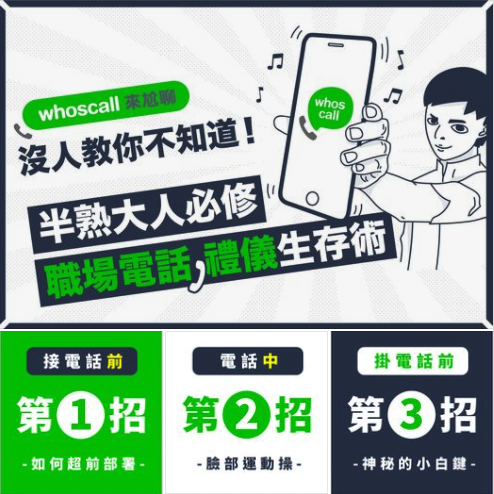 whoscall 來尬聊
沒人教你不知道！
半熟大人必修
職場電話,禮儀生存術
whos
call
接電話前
第1招
-如何超前部署-
電話中
第2招
-臉部運動操-
掛電話前
第3招
-神秘的小白鍵-